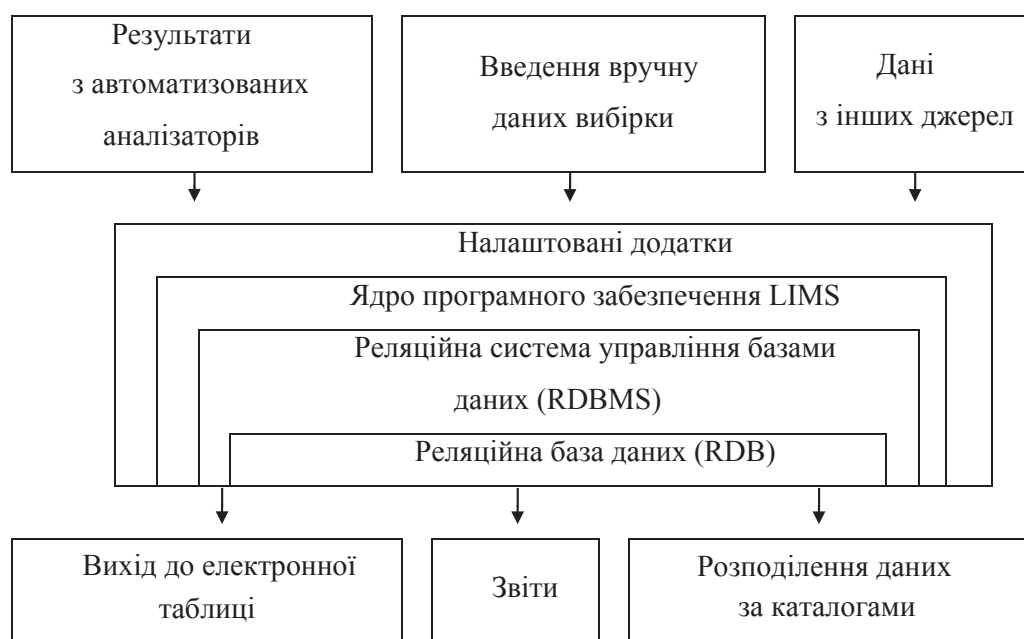 Результати
з автоматизованих
аналізаторів
Введення вручну
даних вибірки
Дані
з інших джерел
Налаштовані додатки
Ядро програмного забезпечення LIMS
Реляційна система управління базами
даних (RDBMS)
Реляційна база даних (RDB)
Вихід до електронної
таблиці
Звіти
Розподілення даних
за каталогами